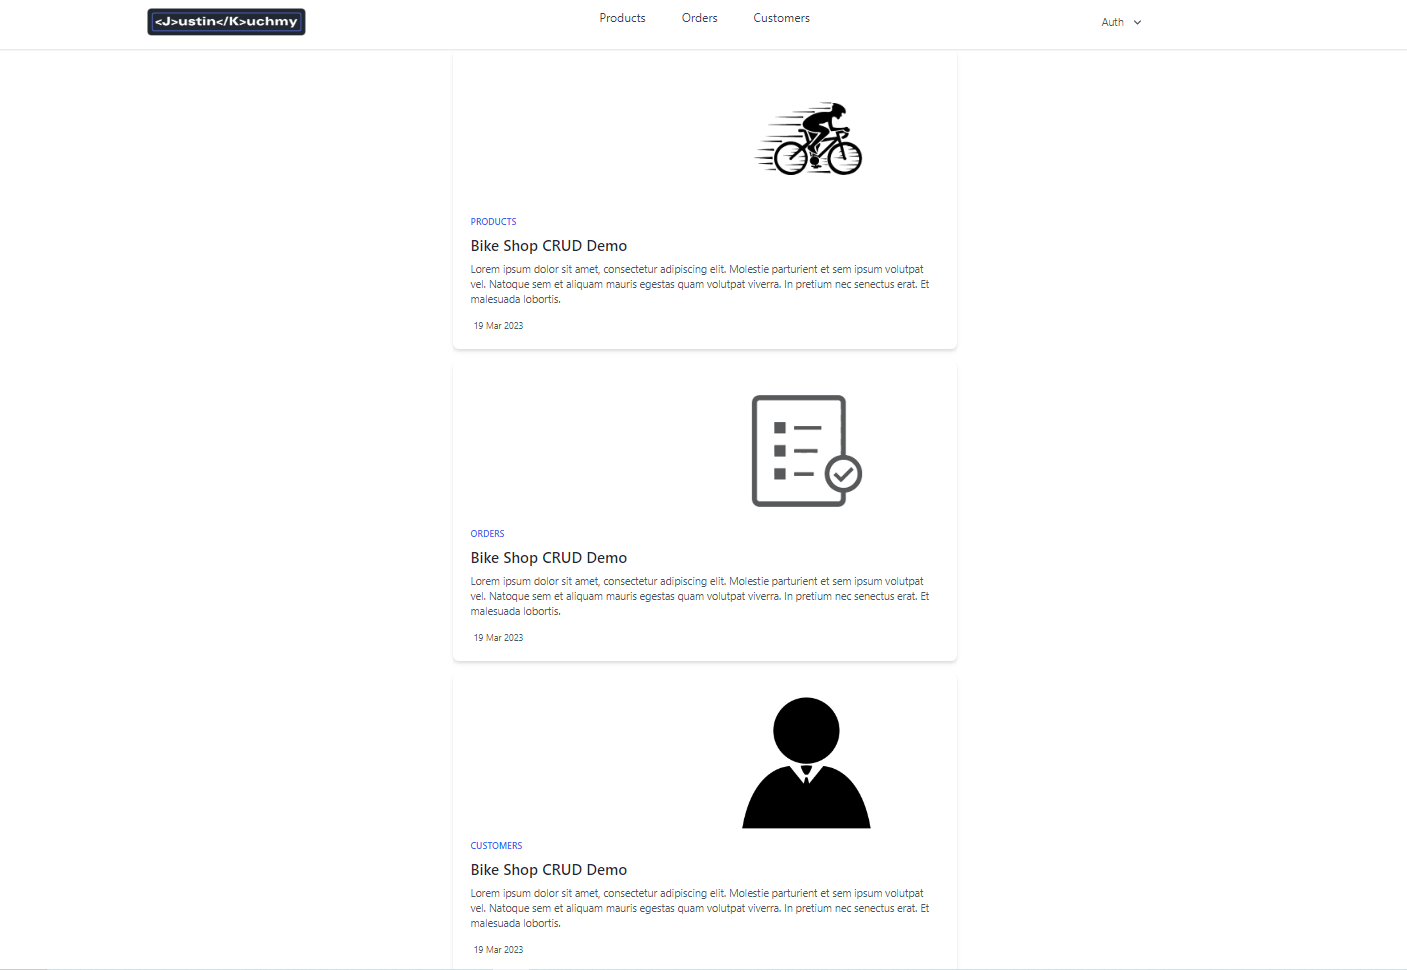 <J>ustin</K>uchmy
Products Orders Customers
Auth
PRODUCTS
Bike Shop CRUD Demo
Lorem ipsum dolor sit amet, consectetur adipiscing elit. Molestie parturient et sem ipsum volutpat
vel. Natoque sem et aliquam mauris egestas quam volutpat viverra. In pretium nec senectus erat. Et
malesuada lobortis.
19 Mar 2023
ORDERS
Bike Shop CRUD Demo
Lorem ipsum dolor sit amet, consectetur adipiscing elit. Molestie parturient et sem ipsum volutpat
vel. Natoque sem et aliquam mauris egestas quam volutpat viverra. In pretium nec senectus erat. Et
malesuada lobortis.
19 Mar 2023
CUSTOMERS
Bike Shop CRUD Demo
Lorem ipsum dolor sit amet, consectetur adipiscing elit. Molestie parturient et sem ipsum volutpat
vel. Natoque sem et aliquam mauris egestas quam volutpat viverra. In pretium nec senectus erat. Et
malesuada lobortis.
19 Mar 2023